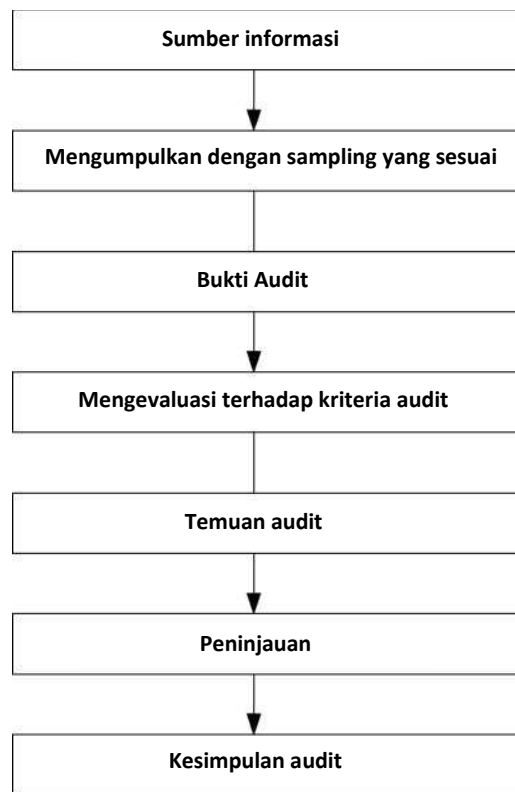 Sumber informasi
Mengumpulkan dengan sampling yang sesuai
Bukti Audit
Mengevaluasi terhadap kriteria audit
Temuan audit
Peninjauan
Kesimpulan audit